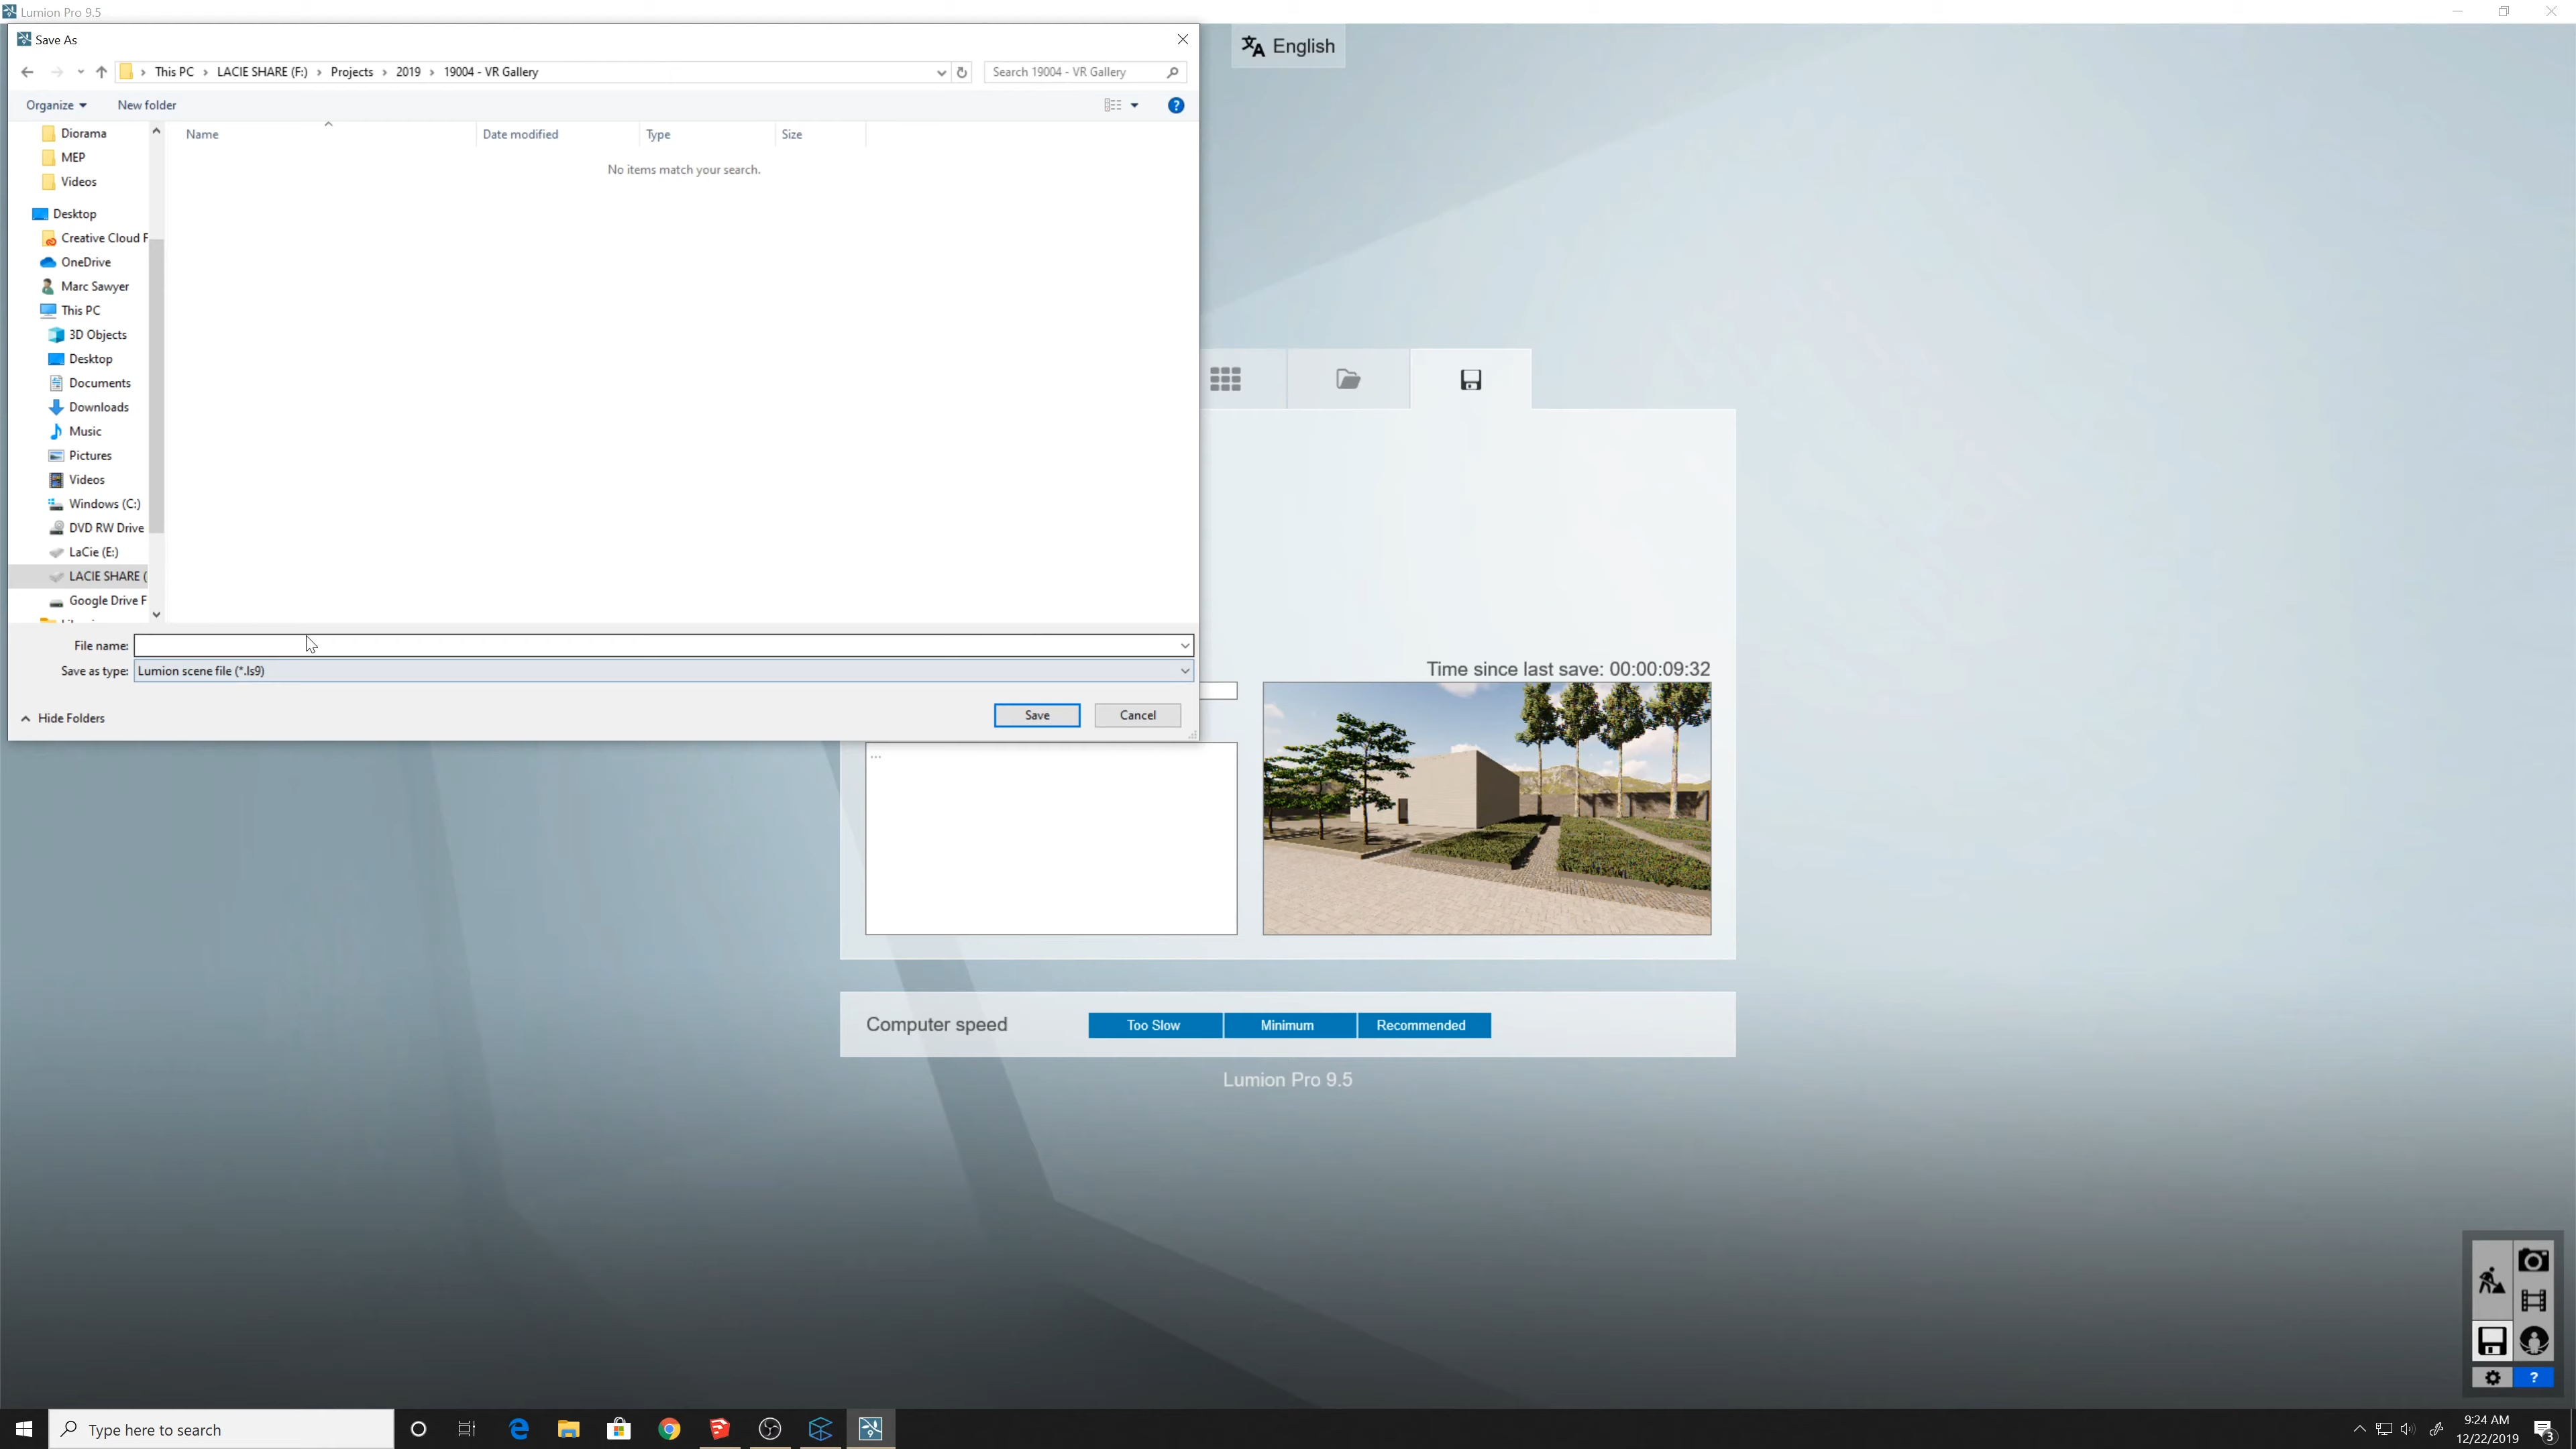 Lumion Pro 9.5
Save As
English
This PC
LACIE SHARE (F:)
Projects
2019
19004 - VR Gallery
Search 19004 - VR Gallery
Organize
New folder
?
Diorama
Name
Date modified
Type
Size
MEP
No items match your search.
Videos
Desktop
Creative Cloud F
OneDrive
Marc Sawyer
This PC
3D Objects
Desktop
Documents
Downloads
Music
Pictures
Videos
Windows (C:)
DVD RW Drive
LaCie (E:)
LACIE SHARE (
Google Drive F
File name:
Save as type: Lumion scene file (*.ls9)
Time since last save: 00:00:09:32
Hide Folders
Save
Cancel
...
Computer speed
Too Slow
Minimum
Recommended
Lumion Pro 9.5
?
Type here to search
9
9:24 AM
12/22/2019
3